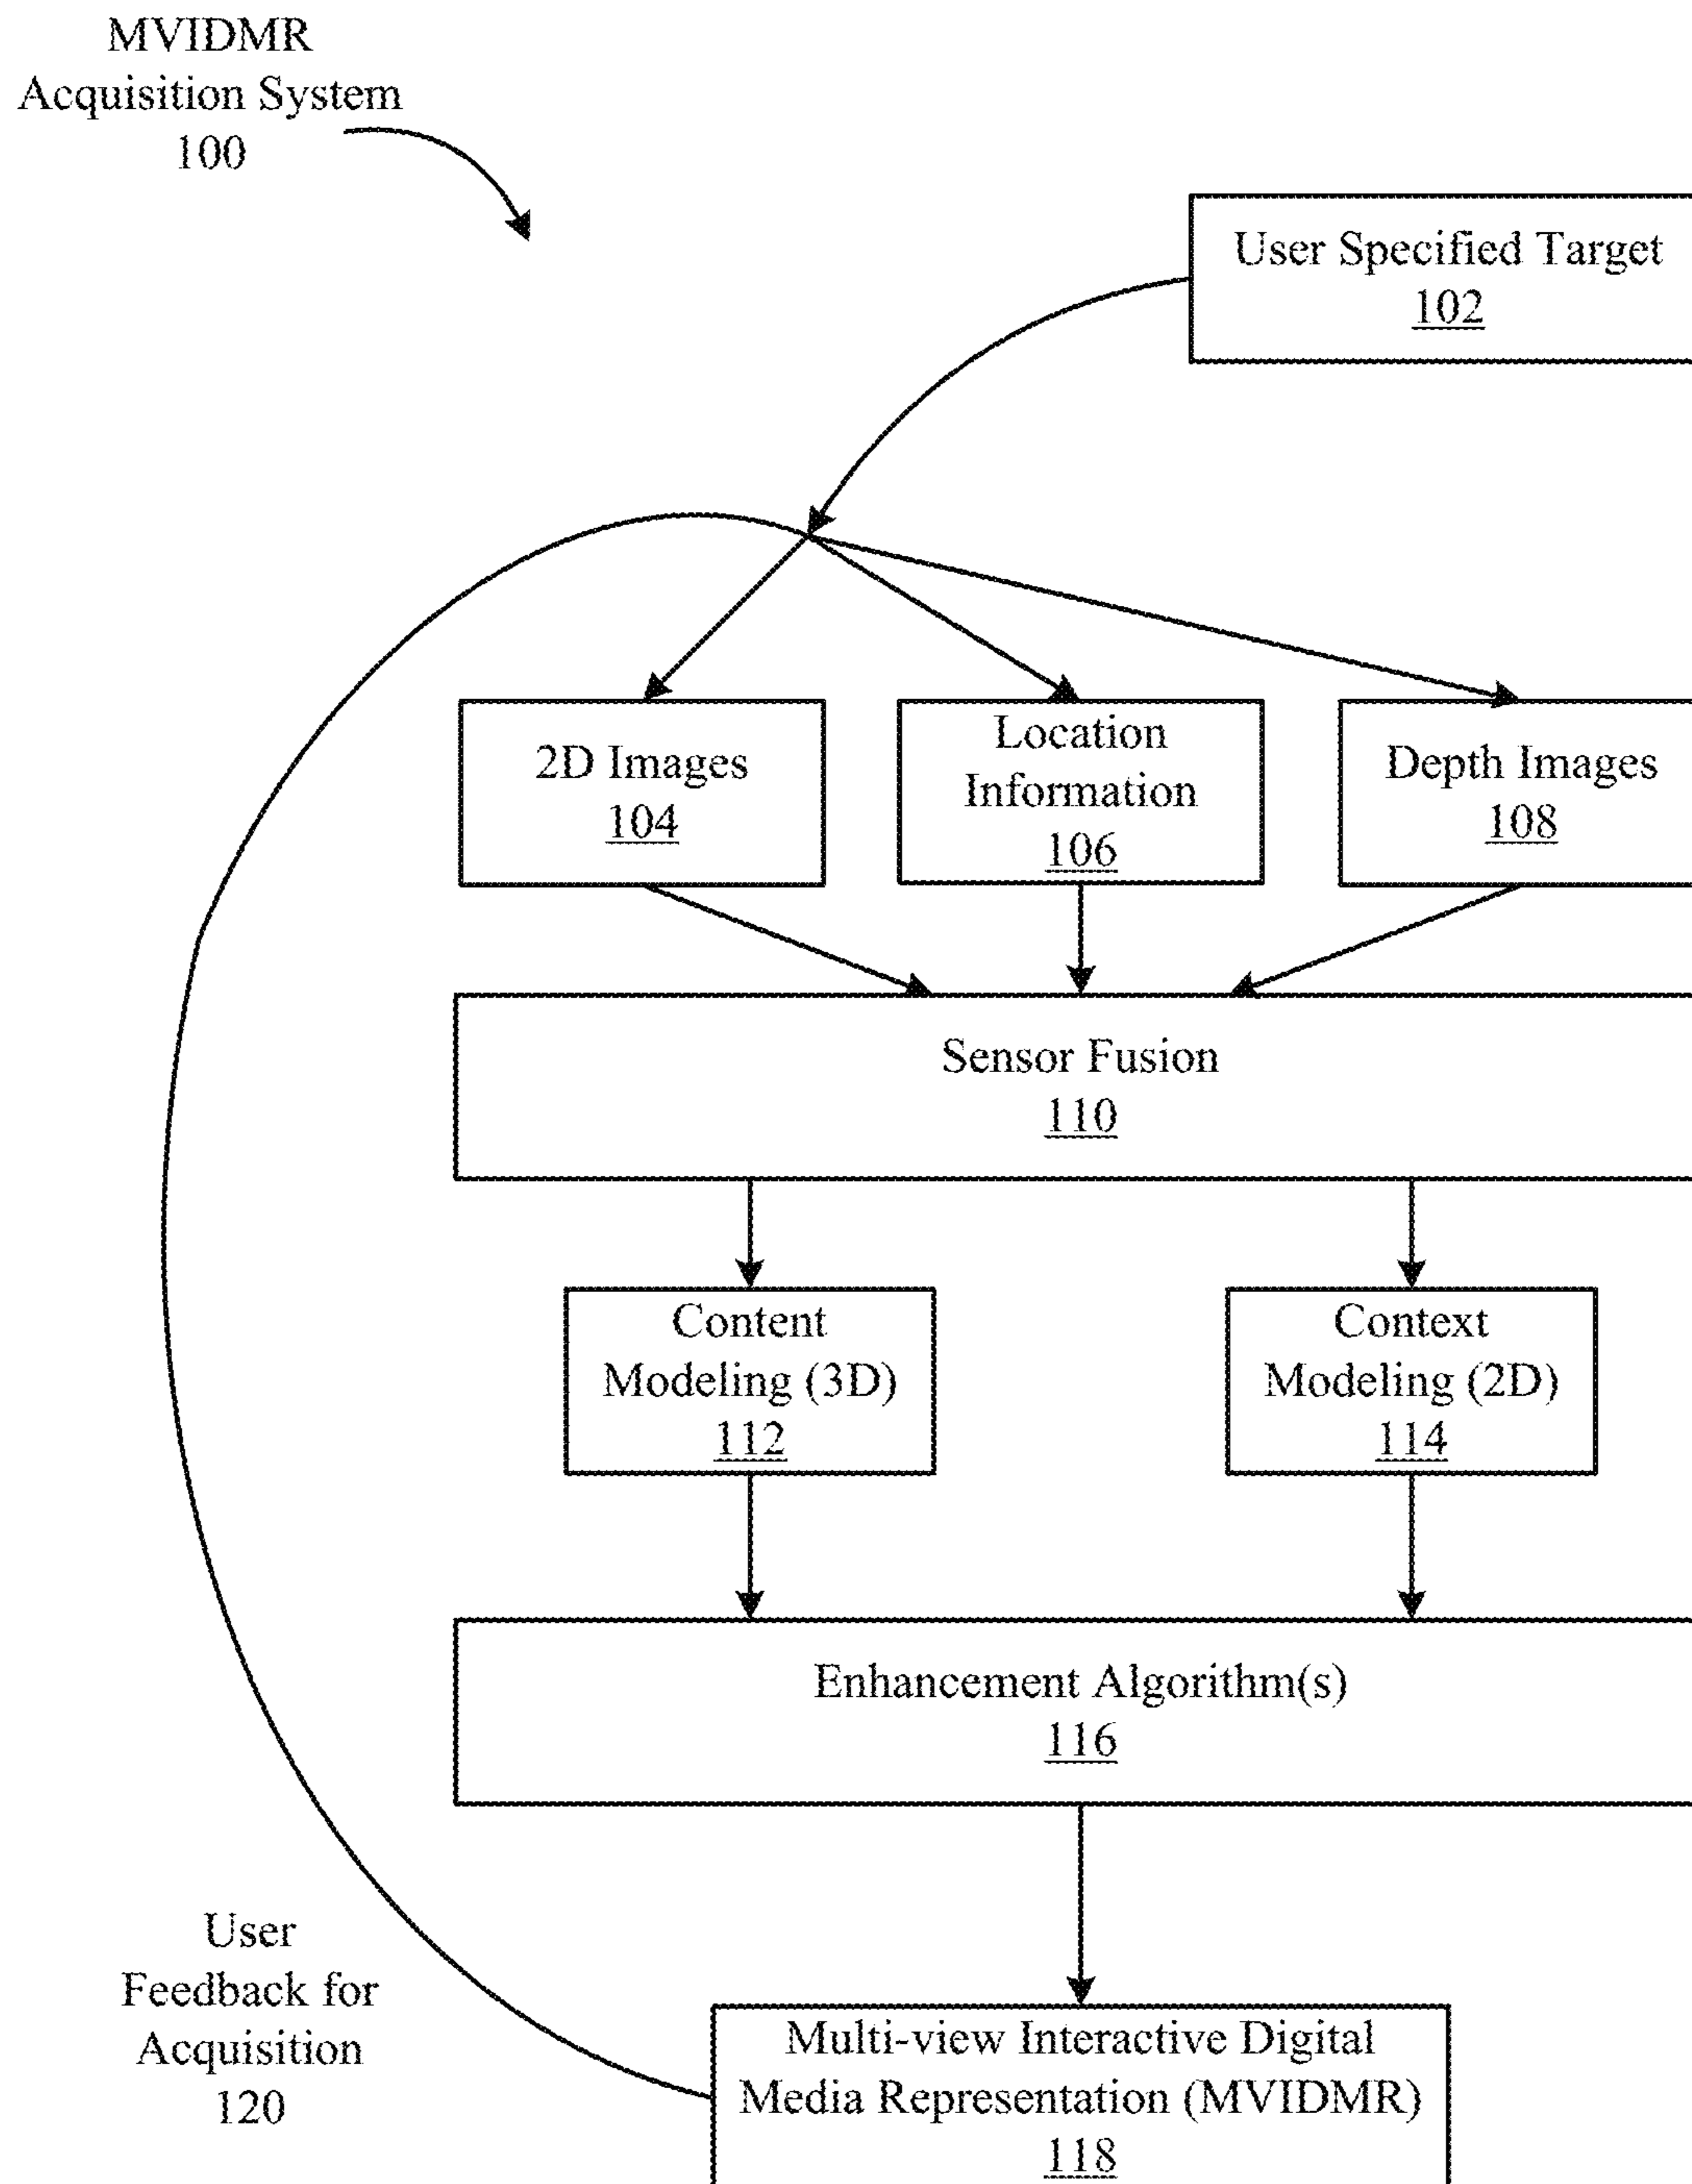 MVIDMR
Acquisition System
100
User Specified Target
102
2D Images
104
Location
Information
106
Depth Images
108
Sensor Fusion
110
Content
Modeling (3D)
112
Context
Modeling (2D)
114
Enhancement Algorithm(s)
116
User
Feedback for
Acquisition
120
Multi-view Interactive Digital
Media Representation (MVIDMR)
118